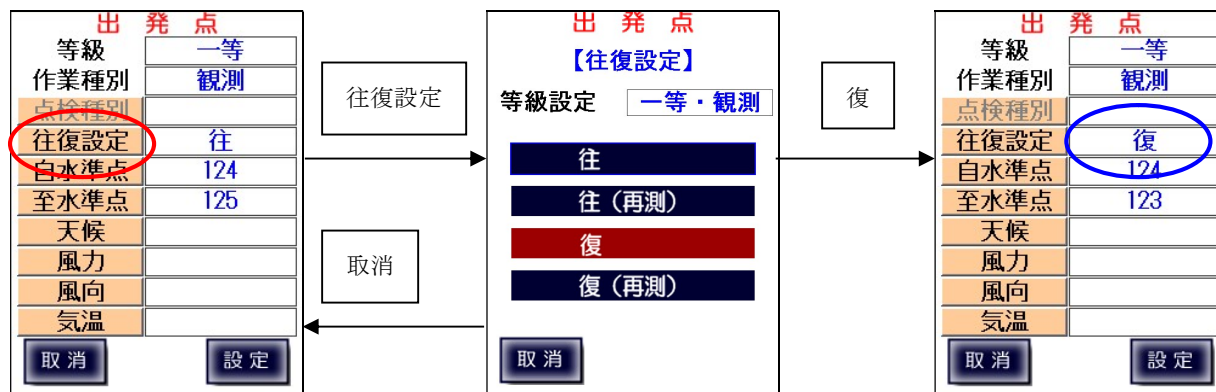 出 発 点
等級 一等
作業種別 観測
点検種別
往復設定 往
自水準点 124
至水準点 125
天候
風力
風向
気温
取 消 設 定
往復設定
取消
出 発 点
【往復設定】
等級設定 一等・観測
往
往（再測）
復
復（再測）
取 消
復
出 発 点
等級 一等
作業種別 観測
点検種別
往復設定 復
自水準点 124
至水準点 123
天候
風力
風向
気温
取 消 設 定